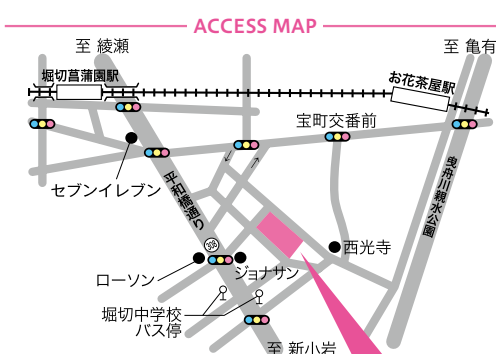 ACCESS MAP
至 綾瀬
至 亀有
堀切菖蒲園駅
お花茶屋駅
宝町交番前
セブンイレブン
平和橋通り
曳舟川親水公園
308
西光寺
ローソン
ジョナサン
堀切中学校
バス停
至 新小岩